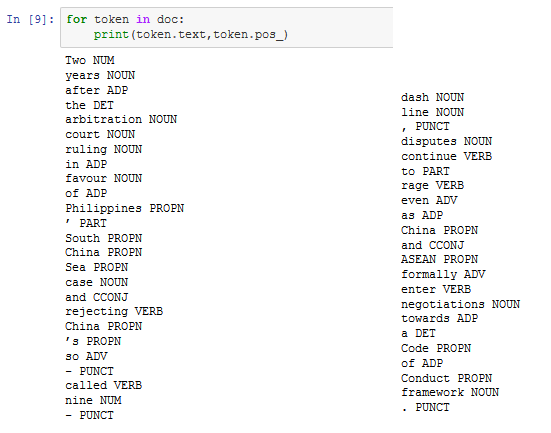 In [9]: for token in doc:
print(token.text,token.pos_)
Two NUM
years NOUN
after ADP
the DET
arbitration NOUN
court NOUN
ruling NOUN
in ADP
favour NOUN
of ADP
Philippines PROPN
’ PART
South PROPN
China PROPN
Sea PROPN
case NOUN
and CCONJ
rejecting VERB
China PROPN
’s PROPN
so ADV
- PUNCT
called VERB
nine NUM
- PUNCT
dash NOUN
line NOUN
, PUNCT
disputes NOUN
continue VERB
to PART
rage VERB
even ADV
as ADP
China PROPN
and CCONJ
ASEAN PROPN
formally ADV
enter VERB
negotiations NOUN
towards ADP
a DET
Code PROPN
of ADP
Conduct PROPN
framework NOUN
. PUNCT